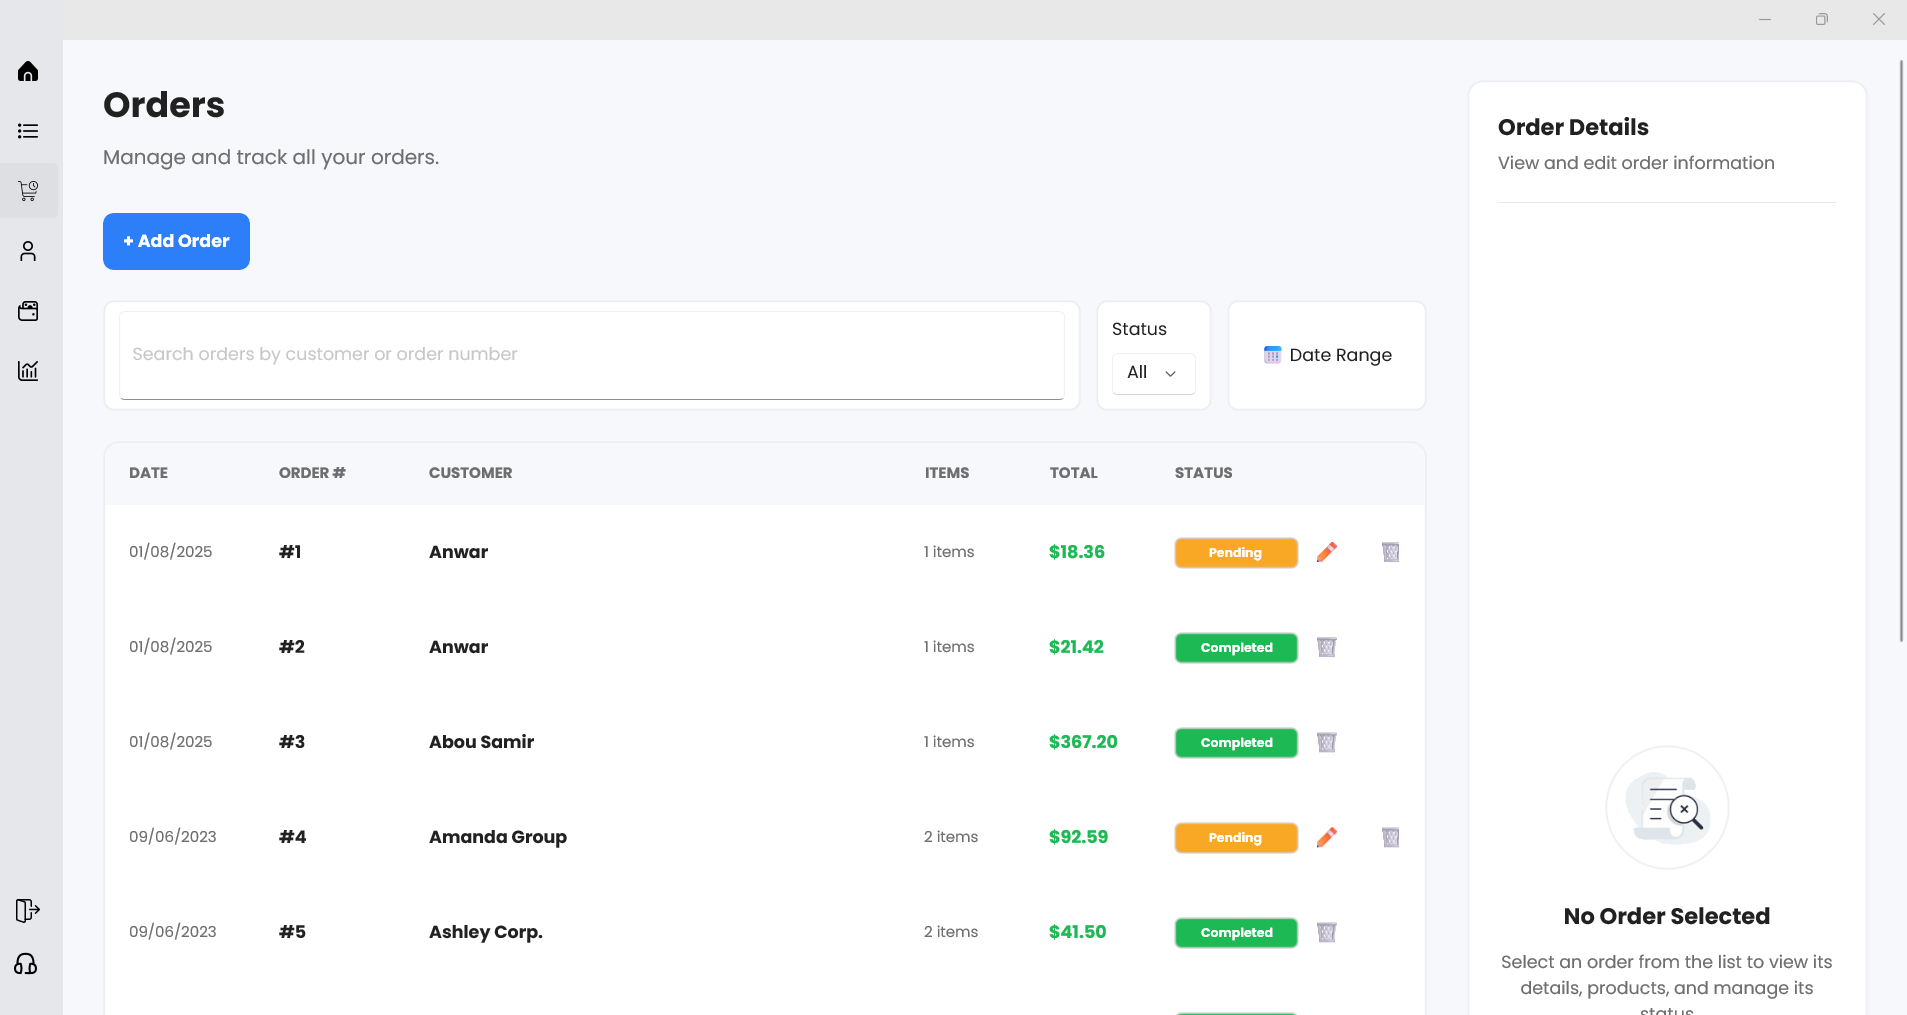 Orders
Manage and track all your orders.
+ Add Order
Search orders by customer or order number
Status
All
Date Range
DATE ORDER # CUSTOMER ITEMS TOTAL STATUS
01/08/2025 #1 Anwar 1 items $18.36 Pending
01/08/2025 #2 Anwar 1 items $21.42 Completed
01/08/2025 #3 Abou Samir 1 items $367.20 Completed
09/06/2023 #4 Amanda Group 2 items $92.59 Pending
09/06/2023 #5 Ashley Corp. 2 items $41.50 Completed
Order Details
View and edit order information
No Order Selected
Select an order from the list to view its
details, products, and manage its
status